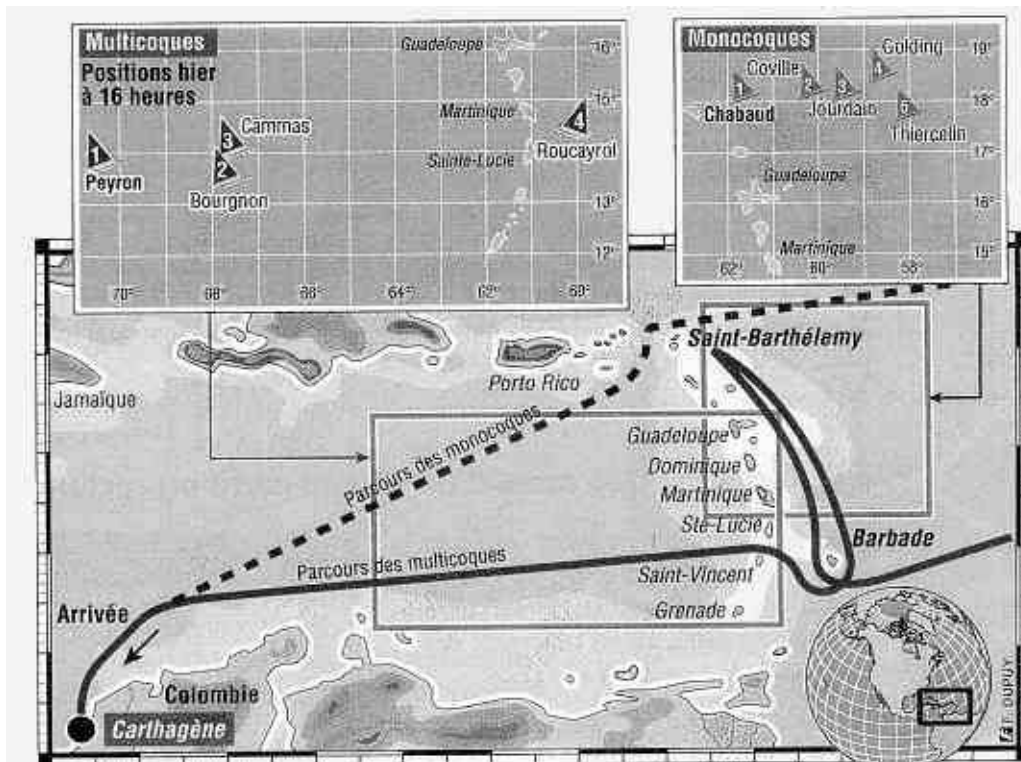 Multicoques
Positions hier
à 16 heures
Guadeloupe
16°
15°
Martinique
Cammas
3
4
1
Roucayrol
Sainte-Lucie
2
Peyron
Bourgnon
13°
12°
70°
68°
66°
64°
62°
60°
Monocoques
Golding
19°
Coville
4
1
2
3
18°
Chabaud
Jourdain
5
Thiercelin
17°
Guadeloupe
16°
Martinique
15°
62°
60°
58°
Saint-Barthélemy
Porto Rico
Jamaïque
Parcours des monocoques
Guadeloupe
Dominique
Martinique
Ste-Lucie
Barbade
Parcours des multicoques
Saint-Vincent
Arrivée
Grenade
Colombie
Carthagène
F. DUPUY.